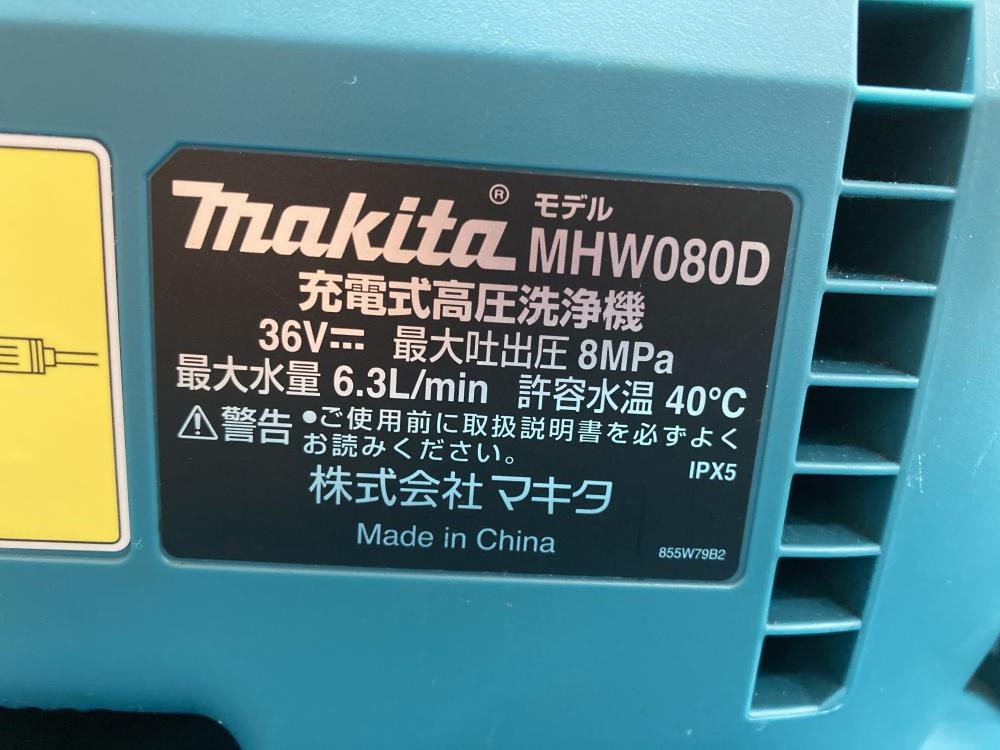 makita® モデル MHW080D
充電式高圧洗浄機
36V⎓ 最大吐出圧 8MPa
最大水量 6.3L/min 許容水温 40°C
⚠警告 ●ご使用前に取扱説明書を必ずよく
お読みください。
IPX5
株式会社マキタ
Made in China
855W79B2